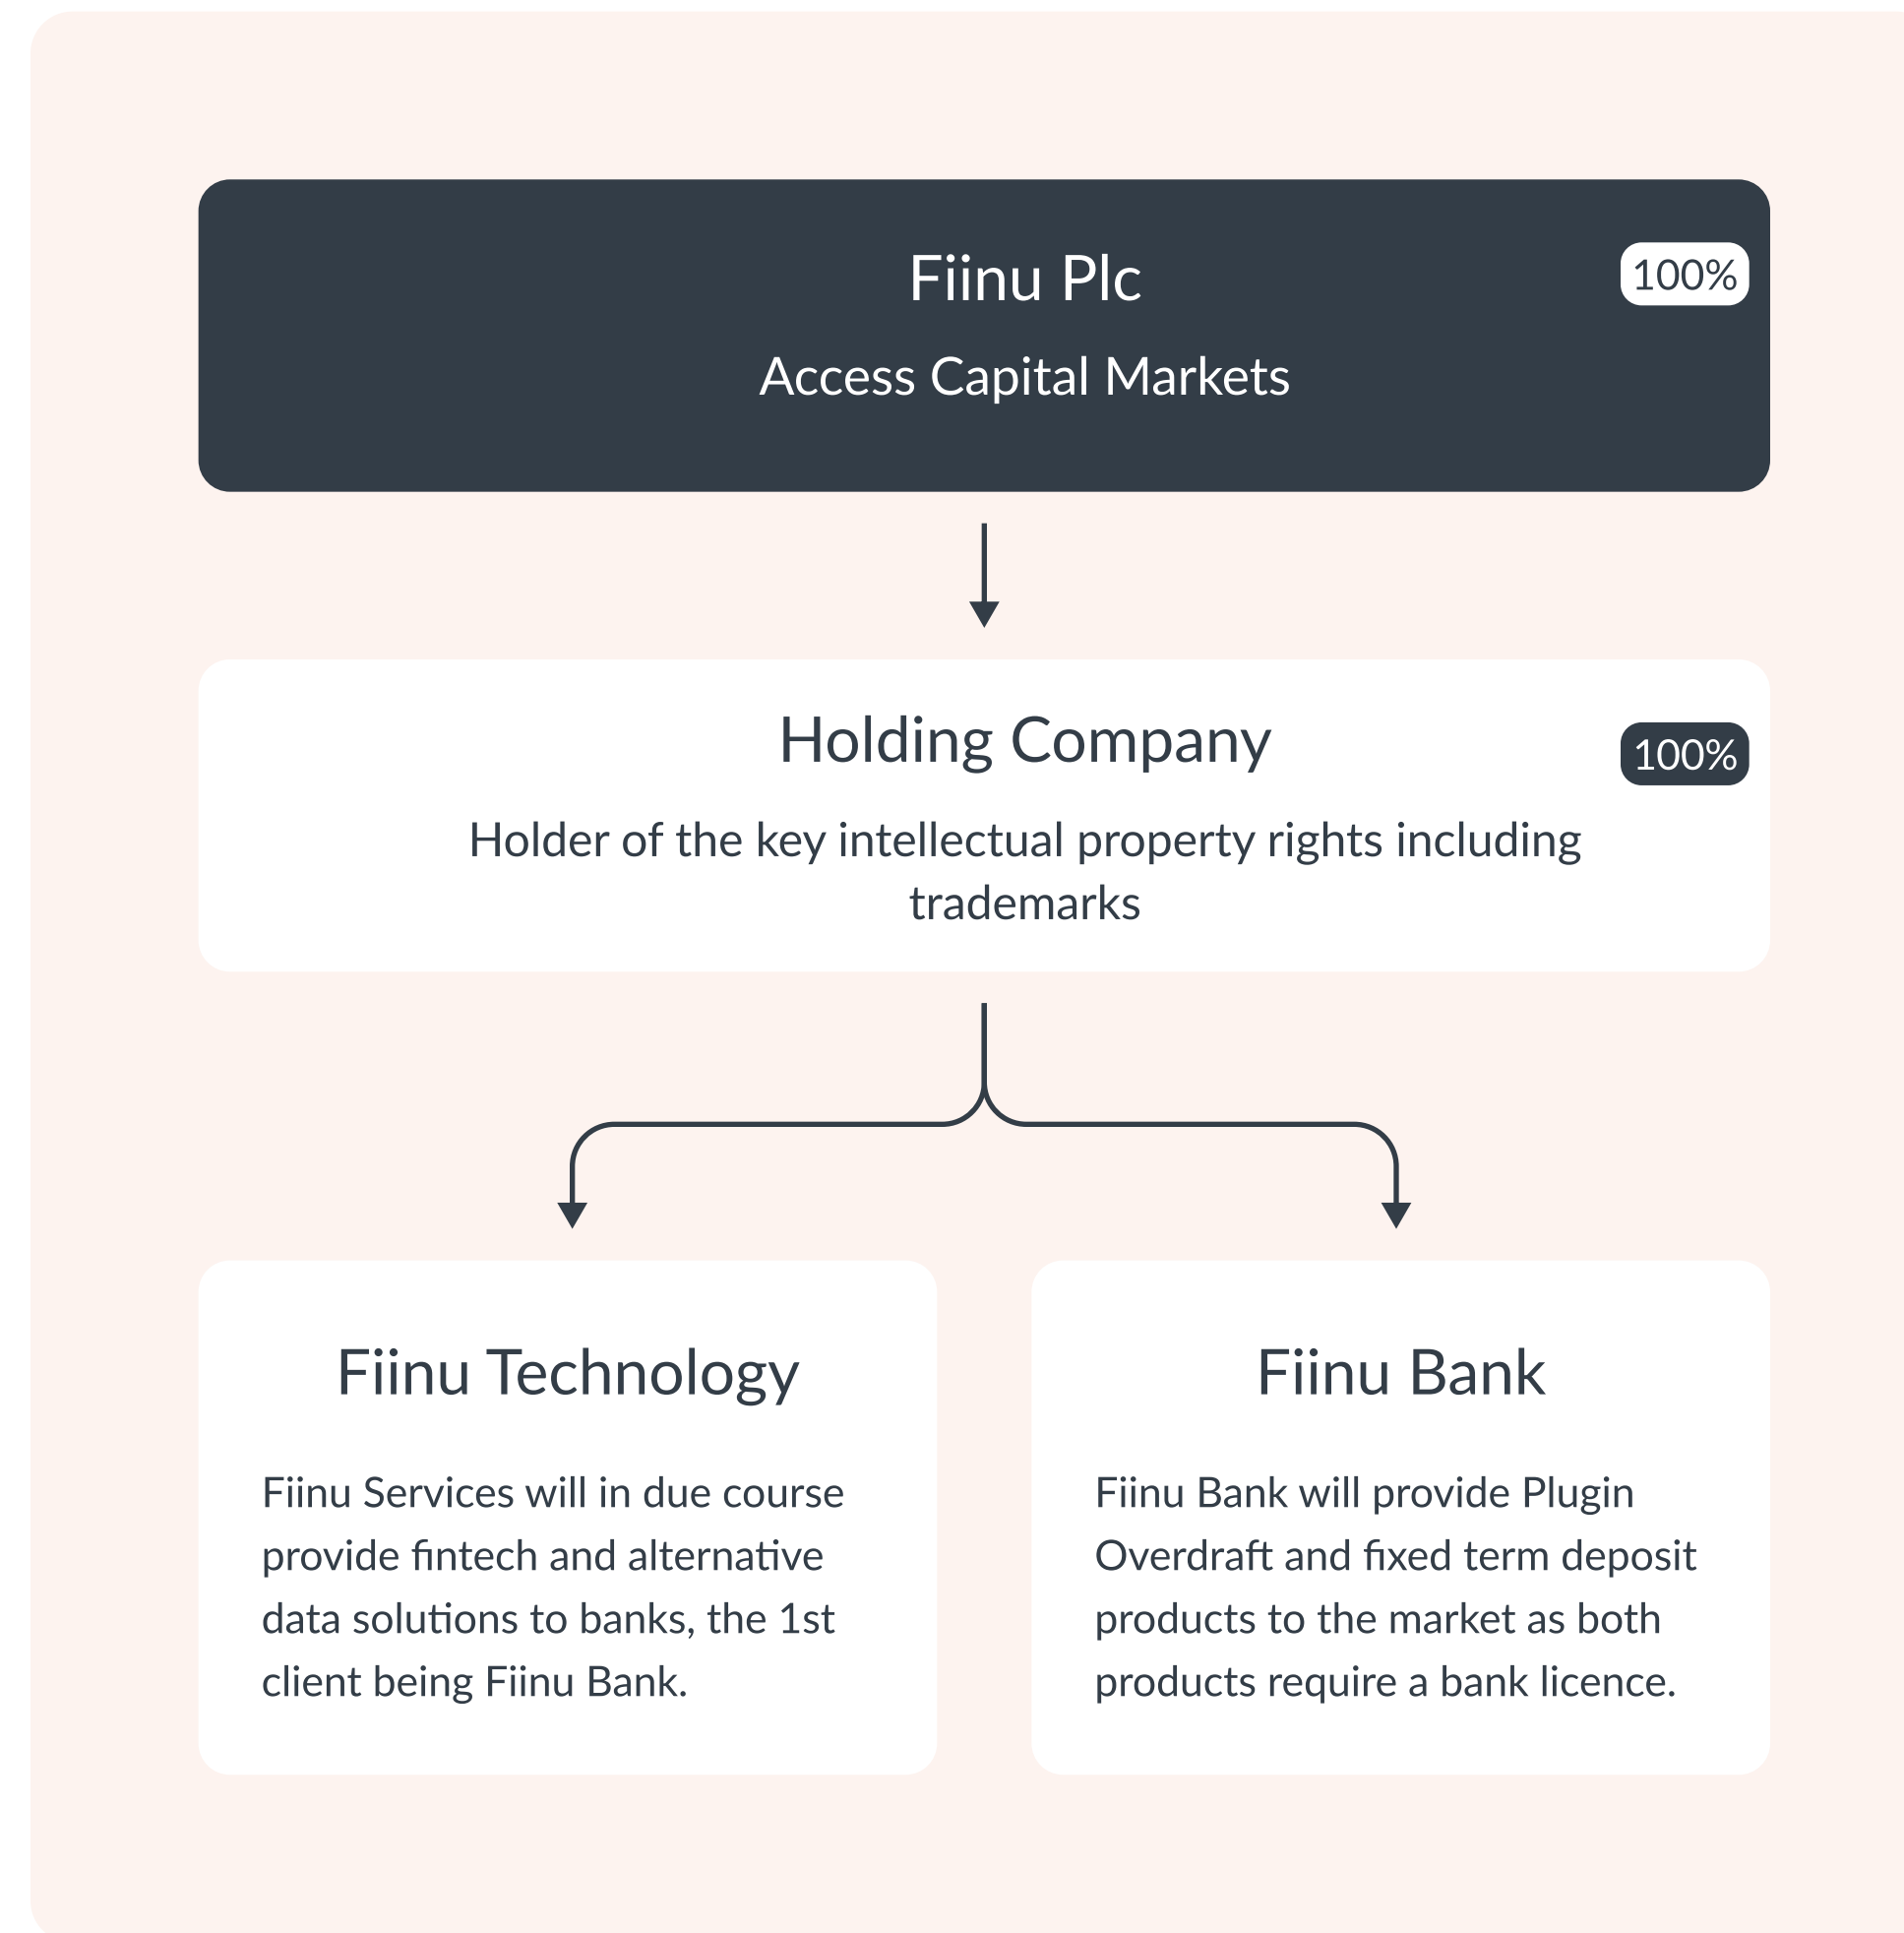 Fiinu Plc
100%
Access Capital Markets
Holding Company
100%
Holder of the key intellectual property rights including
trademarks
Fiinu Technology
Fiinu Services will in due course
provide fintech and alternative
data solutions to banks, the 1st
client being Fiinu Bank.
Fiinu Bank
Fiinu Bank will provide Plugin
Overdraft and fixed term deposit
products to the market as both
products require a bank licence.